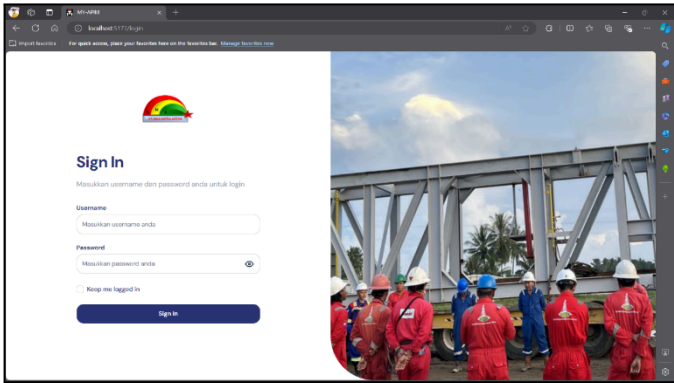 MY-APIM
localhost:5173/login
Import favorites
For quick access, place your favorites here on the favorites bar. Manage favorites now
Sign In
Masukkan username dan password anda untuk login
Username
Masukkan username anda
Password
Masukkan password anda
Keep me logged in
Sign In